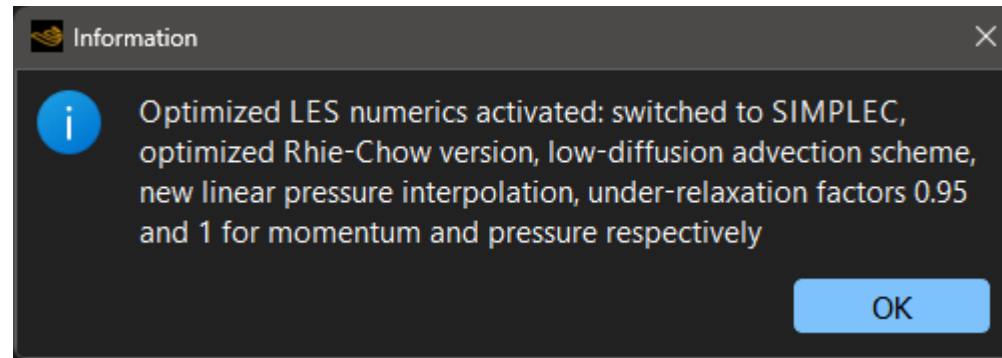 Information
Optimized LES numerics activated: switched to SIMPLEC,
optimized Rhie-Chow version, low-diffusion advection scheme,
new linear pressure interpolation, under-relaxation factors 0.95
and 1 for momentum and pressure respectively
OK